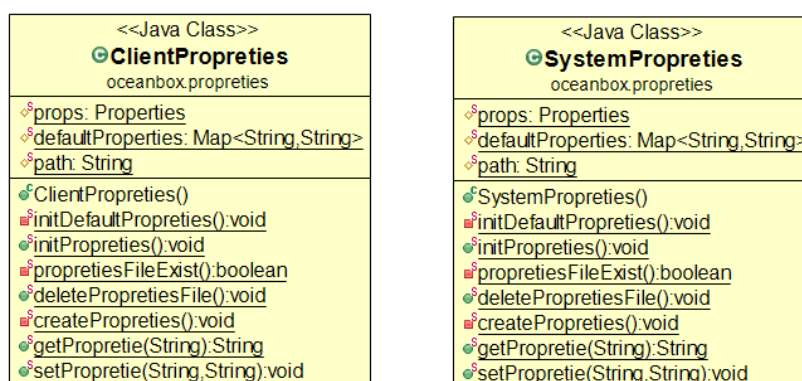 <<Java Class>>
ClientPropreties
oceanbox.propreties
props: Properties
defaultProperties: Map<String,String>
path: String
ClientPropreties()
initDefaultPropreties():void
initPropreties():void
propretiesFileExist():boolean
deletePropretiesFile():void
createPropreties():void
getPropretie(String):String
setPropretie(String,String):void
<<Java Class>>
SystemPropreties
oceanbox.propreties
props: Properties
defaultProperties: Map<String,String>
path: String
SystemPropreties()
initDefaultPropreties():void
initPropreties():void
propretiesFileExist():boolean
deletePropretiesFile():void
createPropreties():void
getPropretie(String):String
setPropretie(String,String):void